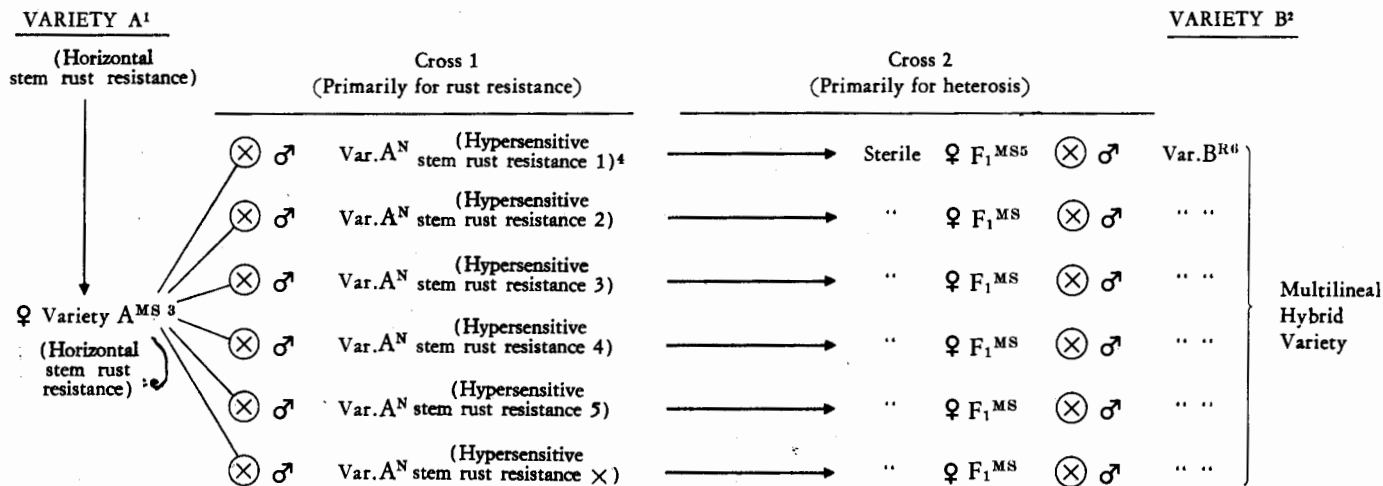 VARIETY A¹
VARIETY B²
(Horizontal
stem rust resistance)
Cross 1
(Primarily for rust resistance)
Cross 2
(Primarily for heterosis)
♂ Var.Aᴺ (Hypersensitive
stem rust resistance 1)⁴
Sterile ♀ F₁ᴹˢ⁵ ♂ Var.Bᴿ⁶
♂ Var.Aᴺ (Hypersensitive
stem rust resistance 2)
“ ♀ F₁ᴹˢ ♂ “ “
♂ Var.Aᴺ (Hypersensitive
stem rust resistance 3)
“ ♀ F₁ᴹˢ ♂ “ “
♀ Variety Aᴹˢ ³
(Horizontal
stem rust
resistance)
♂ Var.Aᴺ (Hypersensitive
stem rust resistance 4)
“ ♀ F₁ᴹˢ ♂ “ “
♂ Var.Aᴺ (Hypersensitive
stem rust resistance 5)
“ ♀ F₁ᴹˢ ♂ “ “
♂ Var.Aᴺ (Hypersensitive
stem rust resistance ×)
“ ♀ F₁ᴹˢ ♂ “ “
Multilineal
Hybrid
Variety